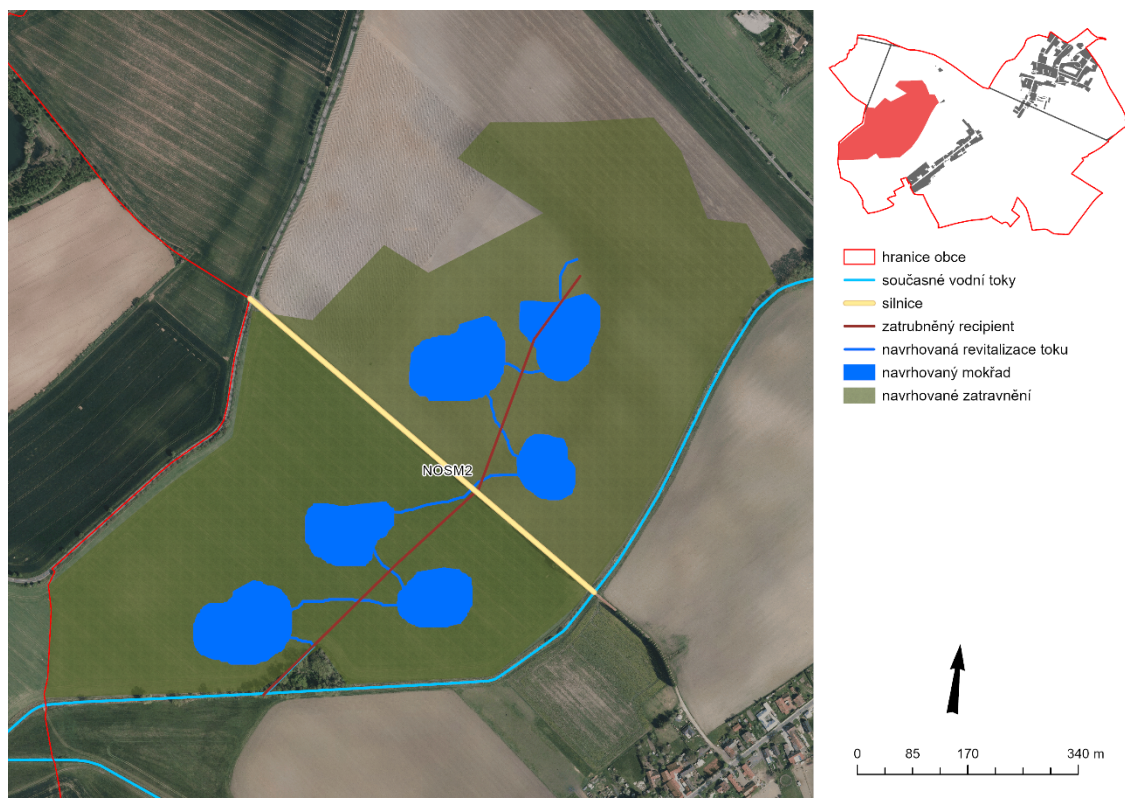 NOSM2
hranice obce
současné vodní toky
silnice
zatrubněný recipient
navrhovaná revitalizace toku
navrhovaný mokřad
navrhované zatravnění
0 85 170 340 m